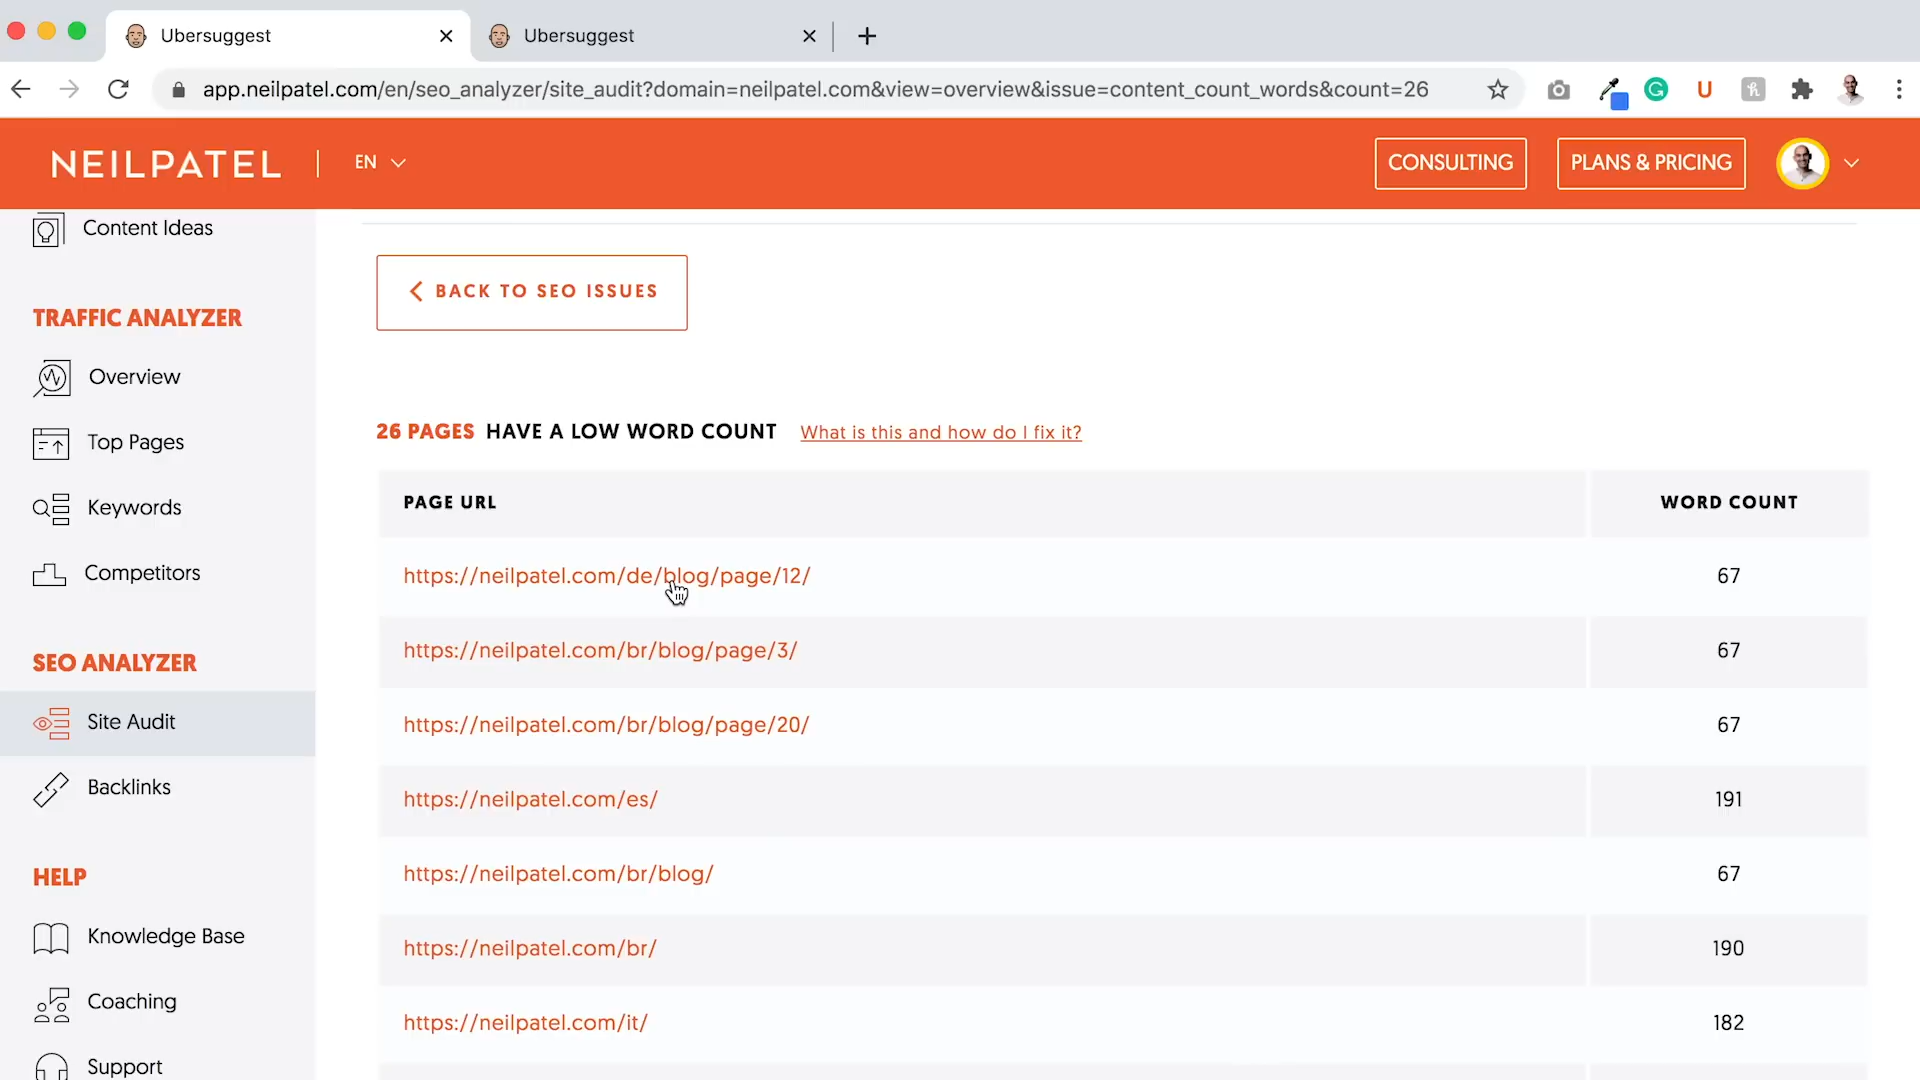 Ubersuggest
Ubersuggest
app.neilpatel.com/en/seo_analyzer/site_audit?domain=neilpatel.com&view=overview&issue=content_count_words&count=26
NEILPATEL
EN
CONSULTING
PLANS & PRICING
Content Ideas
TRAFFIC ANALYZER
Overview
Top Pages
Keywords
Competitors
SEO ANALYZER
Site Audit
Backlinks
HELP
Knowledge Base
Coaching
Support
BACK TO SEO ISSUES
26 PAGES HAVE A LOW WORD COUNT What is this and how do I fix it?
PAGE URL WORD COUNT
https://neilpatel.com/de/blog/page/12/ 67
https://neilpatel.com/br/blog/page/3/ 67
https://neilpatel.com/br/blog/page/20/ 67
https://neilpatel.com/es/ 191
https://neilpatel.com/br/blog/ 67
https://neilpatel.com/br/ 190
https://neilpatel.com/it/ 182